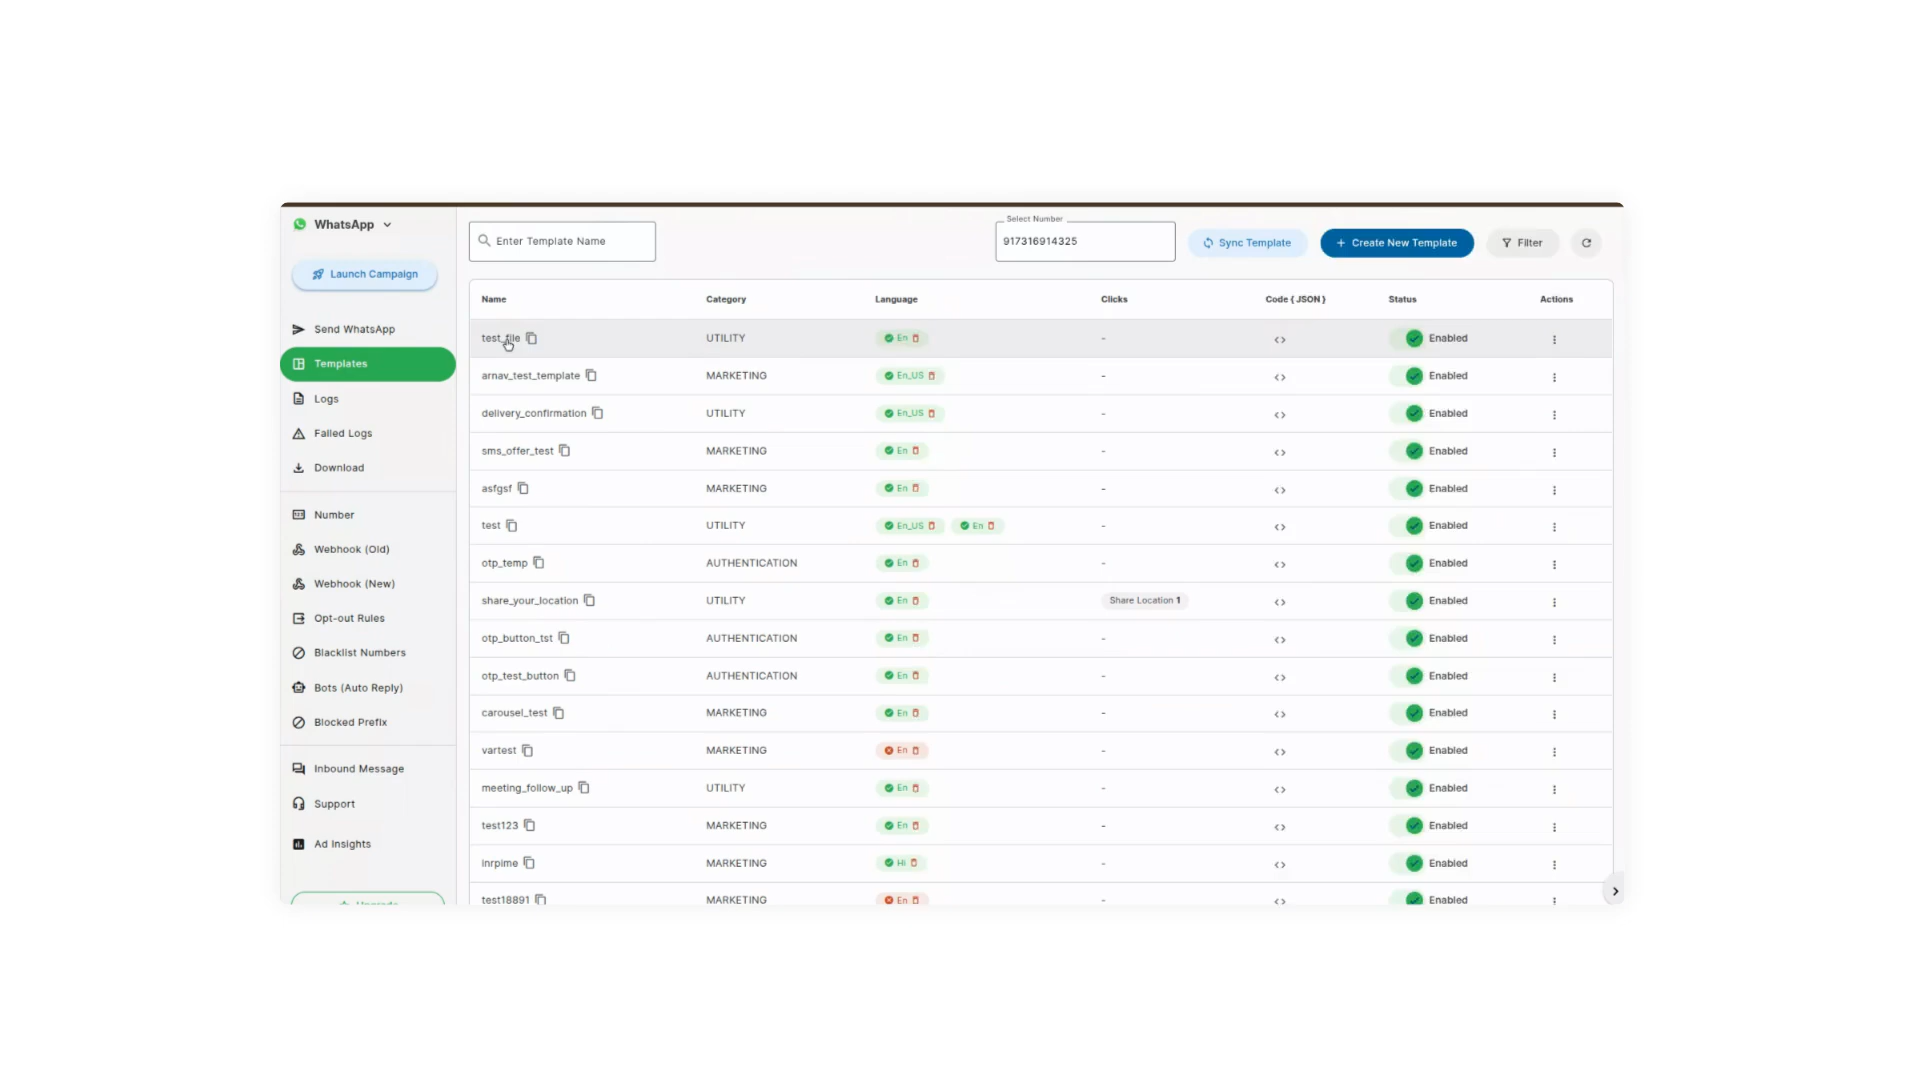 WhatsApp
Launch Campaign
Send WhatsApp
Templates
Logs
Failed Logs
Download
Number
Webhook (Old)
Webhook (New)
Opt-out Rules
Blacklist Numbers
Bots (Auto Reply)
Blocked Prefix
Inbound Message
Support
Ad Insights
Upgrade
Enter Template Name
Select Number
917316914325
Sync Template
+ Create New Template
Filter
Name Category Language Clicks Code { JSON } Status Actions
test_file UTILITY En - <> Enabled
arnav_test_template MARKETING En_US - <> Enabled
delivery_confirmation UTILITY En_US - <> Enabled
sms_offer_test MARKETING En - <> Enabled
asfgsf MARKETING En - <> Enabled
test UTILITY En_US En - <> Enabled
otp_temp AUTHENTICATION En - <> Enabled
share_your_location UTILITY En Share Location 1 <> Enabled
otp_button_tst AUTHENTICATION En - <> Enabled
otp_test_button AUTHENTICATION En - <> Enabled
carousel_test MARKETING En - <> Enabled
vartest MARKETING En - <> Enabled
meeting_follow_up UTILITY En - <> Enabled
test123 MARKETING En - <> Enabled
inrpime MARKETING Hi - <> Enabled
test18891 MARKETING En - <> Enabled